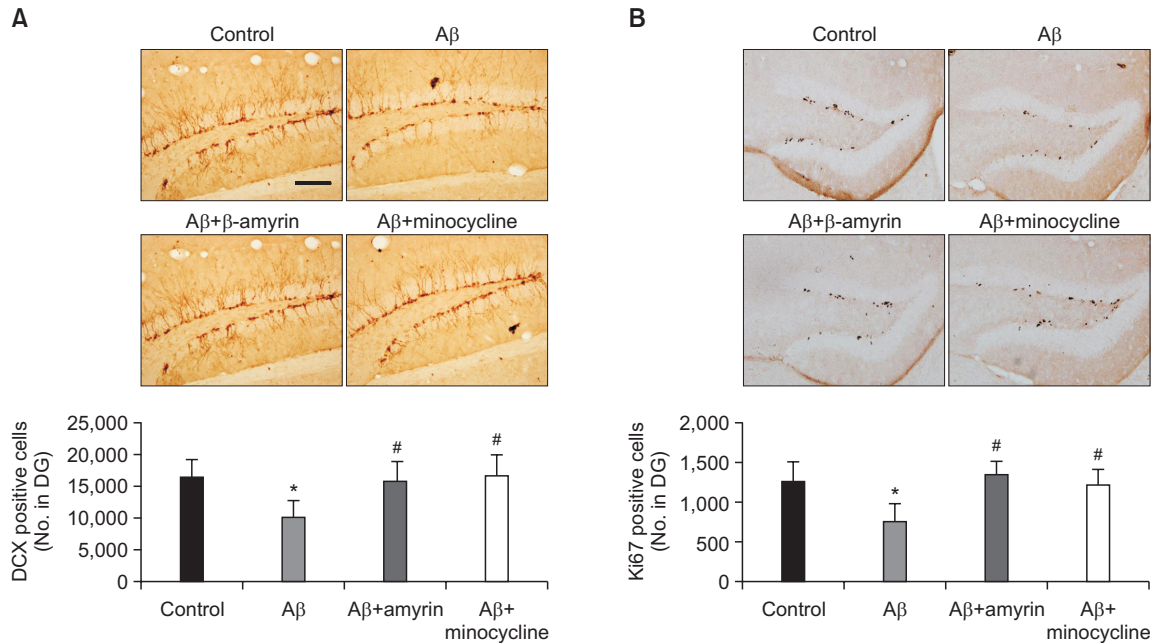 A
Control
Aβ
Aβ+β-amyrin
Aβ+minocycline
DCX positive cells
(No. in DG)
25,000
20,000
15,000
10,000
5,000
0
*
#
#
Control
Aβ
Aβ+amyrin
Aβ+
minocycline
B
Control
Aβ
Aβ+β-amyrin
Aβ+minocycline
Ki67 positive cells
(No. in DG)
2,000
1,500
1,000
500
0
*
#
#
Control
Aβ
Aβ+amyrin
Aβ+
minocycline